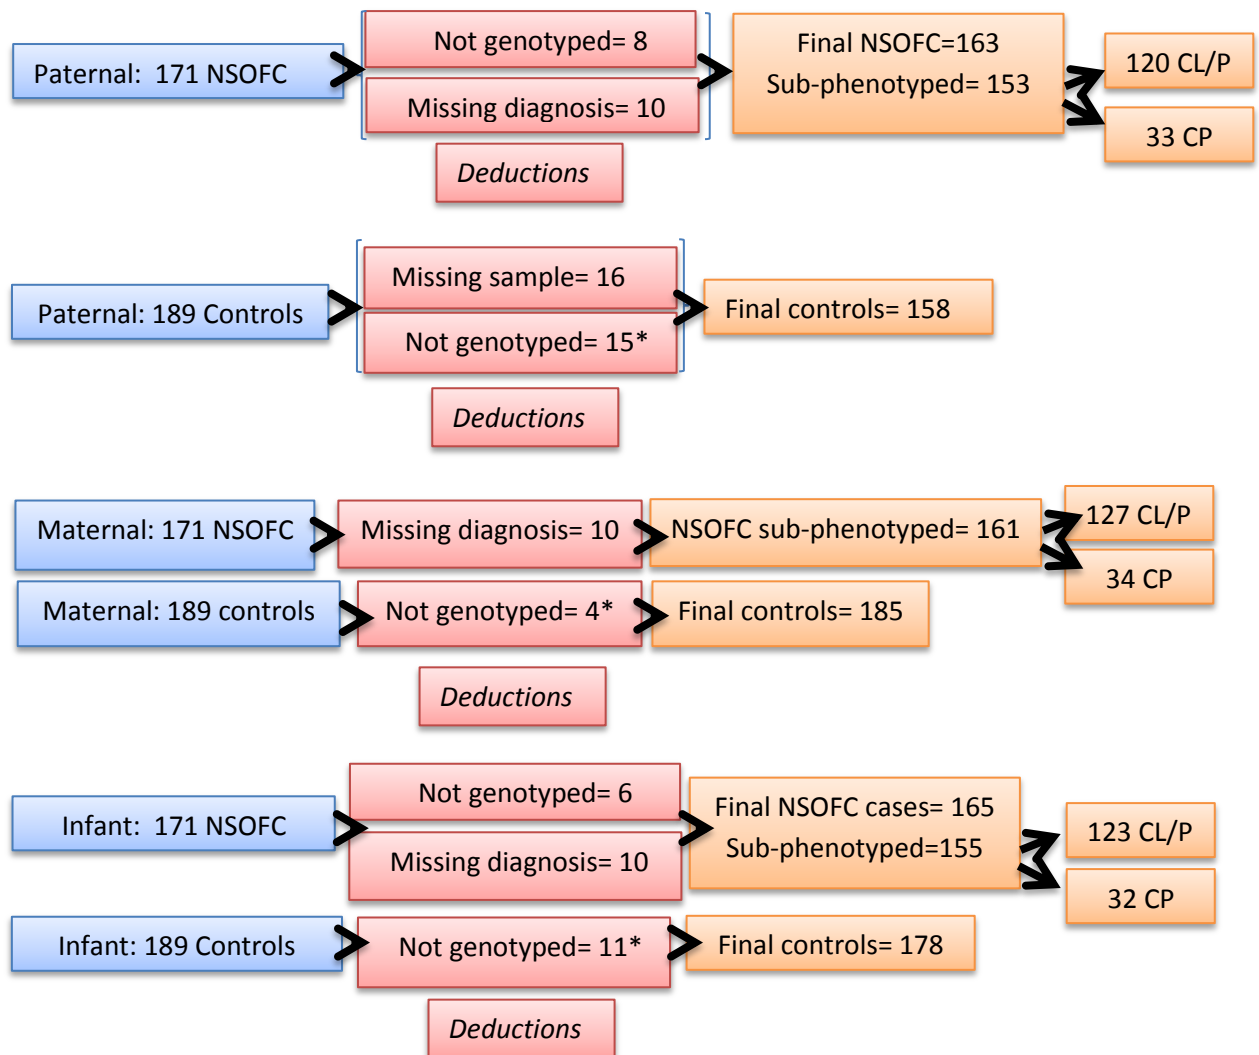 Paternal: 171 NSOFC
Not genotyped= 8
Missing diagnosis= 10
Deductions
Final NSOFC=163
Sub-phenotyped= 153
120 CL/P
33 CP
Paternal: 189 Controls
Missing sample= 16
Not genotyped= 15*
Deductions
Final controls= 158
Maternal: 171 NSOFC
Missing diagnosis= 10
NSOFC sub-phenotyped= 161
127 CL/P
34 CP
Maternal: 189 controls
Not genotyped= 4*
Final controls= 185
Deductions
Infant: 171 NSOFC
Not genotyped= 6
Missing diagnosis= 10
Final NSOFC cases= 165
Sub-phenotyped=155
123 CL/P
32 CP
Infant: 189 Controls
Not genotyped= 11*
Final controls= 178
Deductions